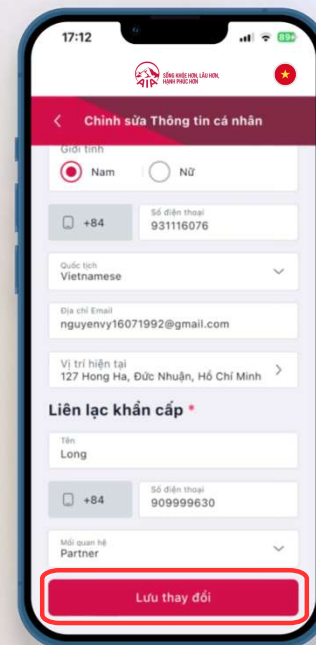 17:12
89
AIA
SỐNG KHỎE HƠN, LÂU HƠN,
HẠNH PHÚC HƠN
Chỉnh sửa Thông tin cá nhân
Giới tính
Nam
Nữ
+84
Số điện thoại
931116076
Quốc tịch
Vietnamese
Địa chỉ Email
nguyenvy16071992@gmail.com
Vị trí hiện tại
127 Hong Ha, Đức Nhuận, Hồ Chí Minh
Liên lạc khẩn cấp *
Tên
Long
+84
Số điện thoại
909999630
Mối quan hệ
Partner
Lưu thay đổi